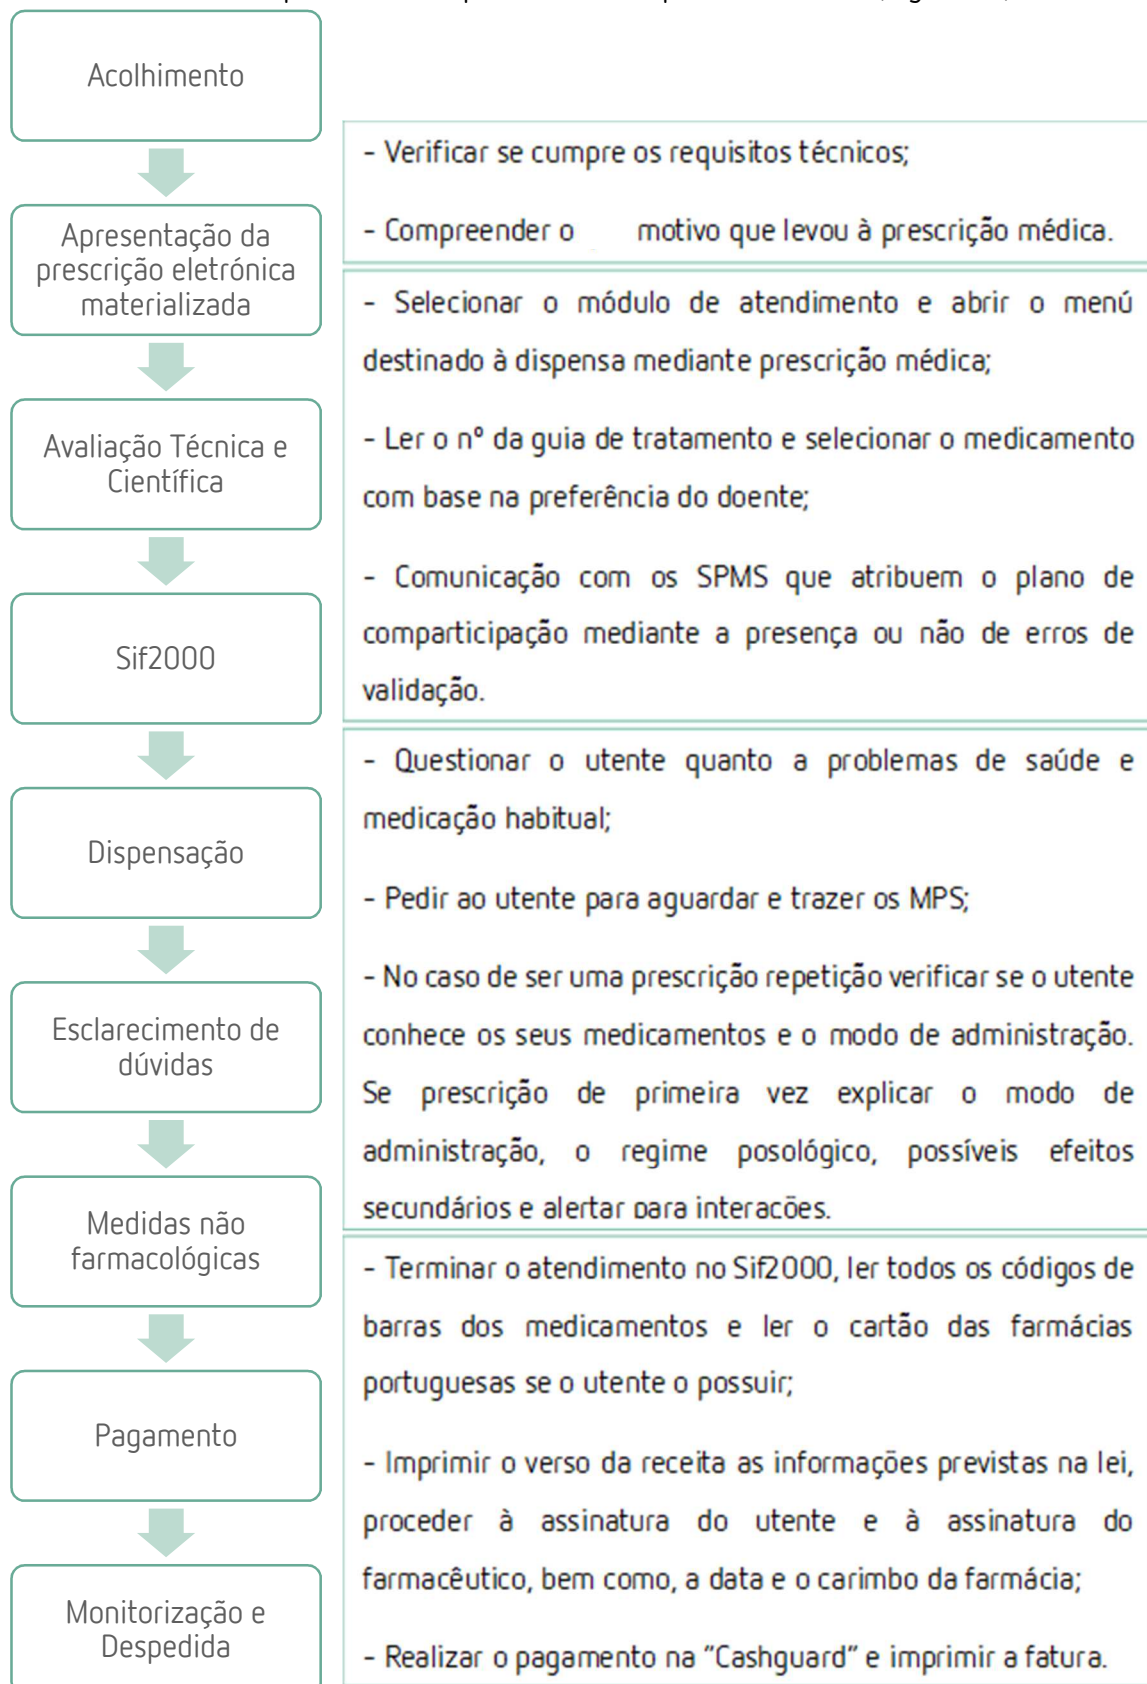 Acolhimento
Apresentação da
prescrição eletrónica
materializada
Avaliação Técnica e
Científica
Sif2000
Dispensação
Esclarecimento de
dúvidas
Medidas não
farmacológicas
Pagamento
Monitorização e
Despedida
- Verificar se cumpre os requisitos técnicos;
- Compreender o motivo que levou à prescrição médica.
- Selecionar o módulo de atendimento e abrir o menú
destinado à dispensa mediante prescrição médica;
- Ler o nº da guia de tratamento e selecionar o medicamento
com base na preferência do doente;
- Comunicação com os SPMS que atribuem o plano de
comparticipação mediante a presença ou não de erros de
validação.
- Questionar o utente quanto a problemas de saúde e
medicação habitual;
- Pedir ao utente para aguardar e trazer os MPS;
- No caso de ser uma prescrição repetição verificar se o utente
conhece os seus medicamentos e o modo de administração.
Se prescrição de primeira vez explicar o modo de
administração, o regime posológico, possíveis efeitos
secundários e alertar para interações.
- Terminar o atendimento no Sif2000, ler todos os códigos de
barras dos medicamentos e ler o cartão das farmácias
portuguesas se o utente o possuir;
- Imprimir o verso da receita as informações previstas na lei,
proceder à assinatura do utente e à assinatura do
farmacêutico, bem como, a data e o carimbo da farmácia;
- Realizar o pagamento na "Cashguard" e imprimir a fatura.